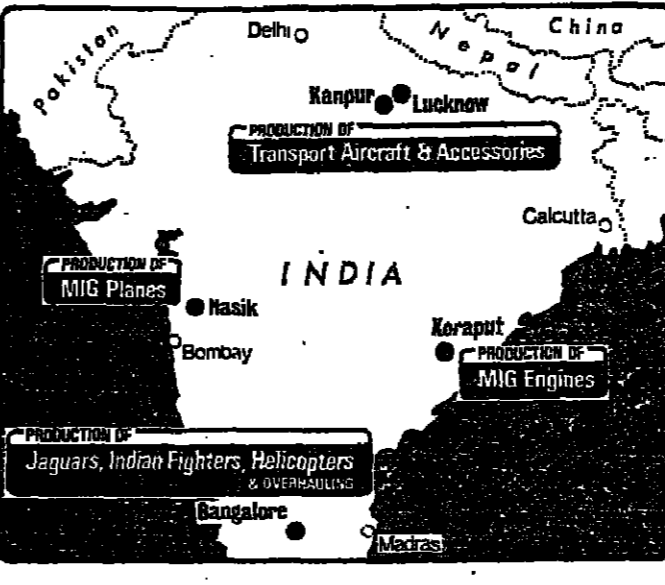 Pakistan
Delhi
Nepal
China
Kanpur
Lucknow
PRODUCTION OF
Transport Aircraft & Accessories
Calcutta
INDIA
PRODUCTION OF
MIG Planes
Nasik
Bombay
Koraput
PRODUCTION OF
MIG Engines
PRODUCTION OF
Jaguars, Indian Fighters, Helicopters
& OVERHAULING
Bangalore
Madras